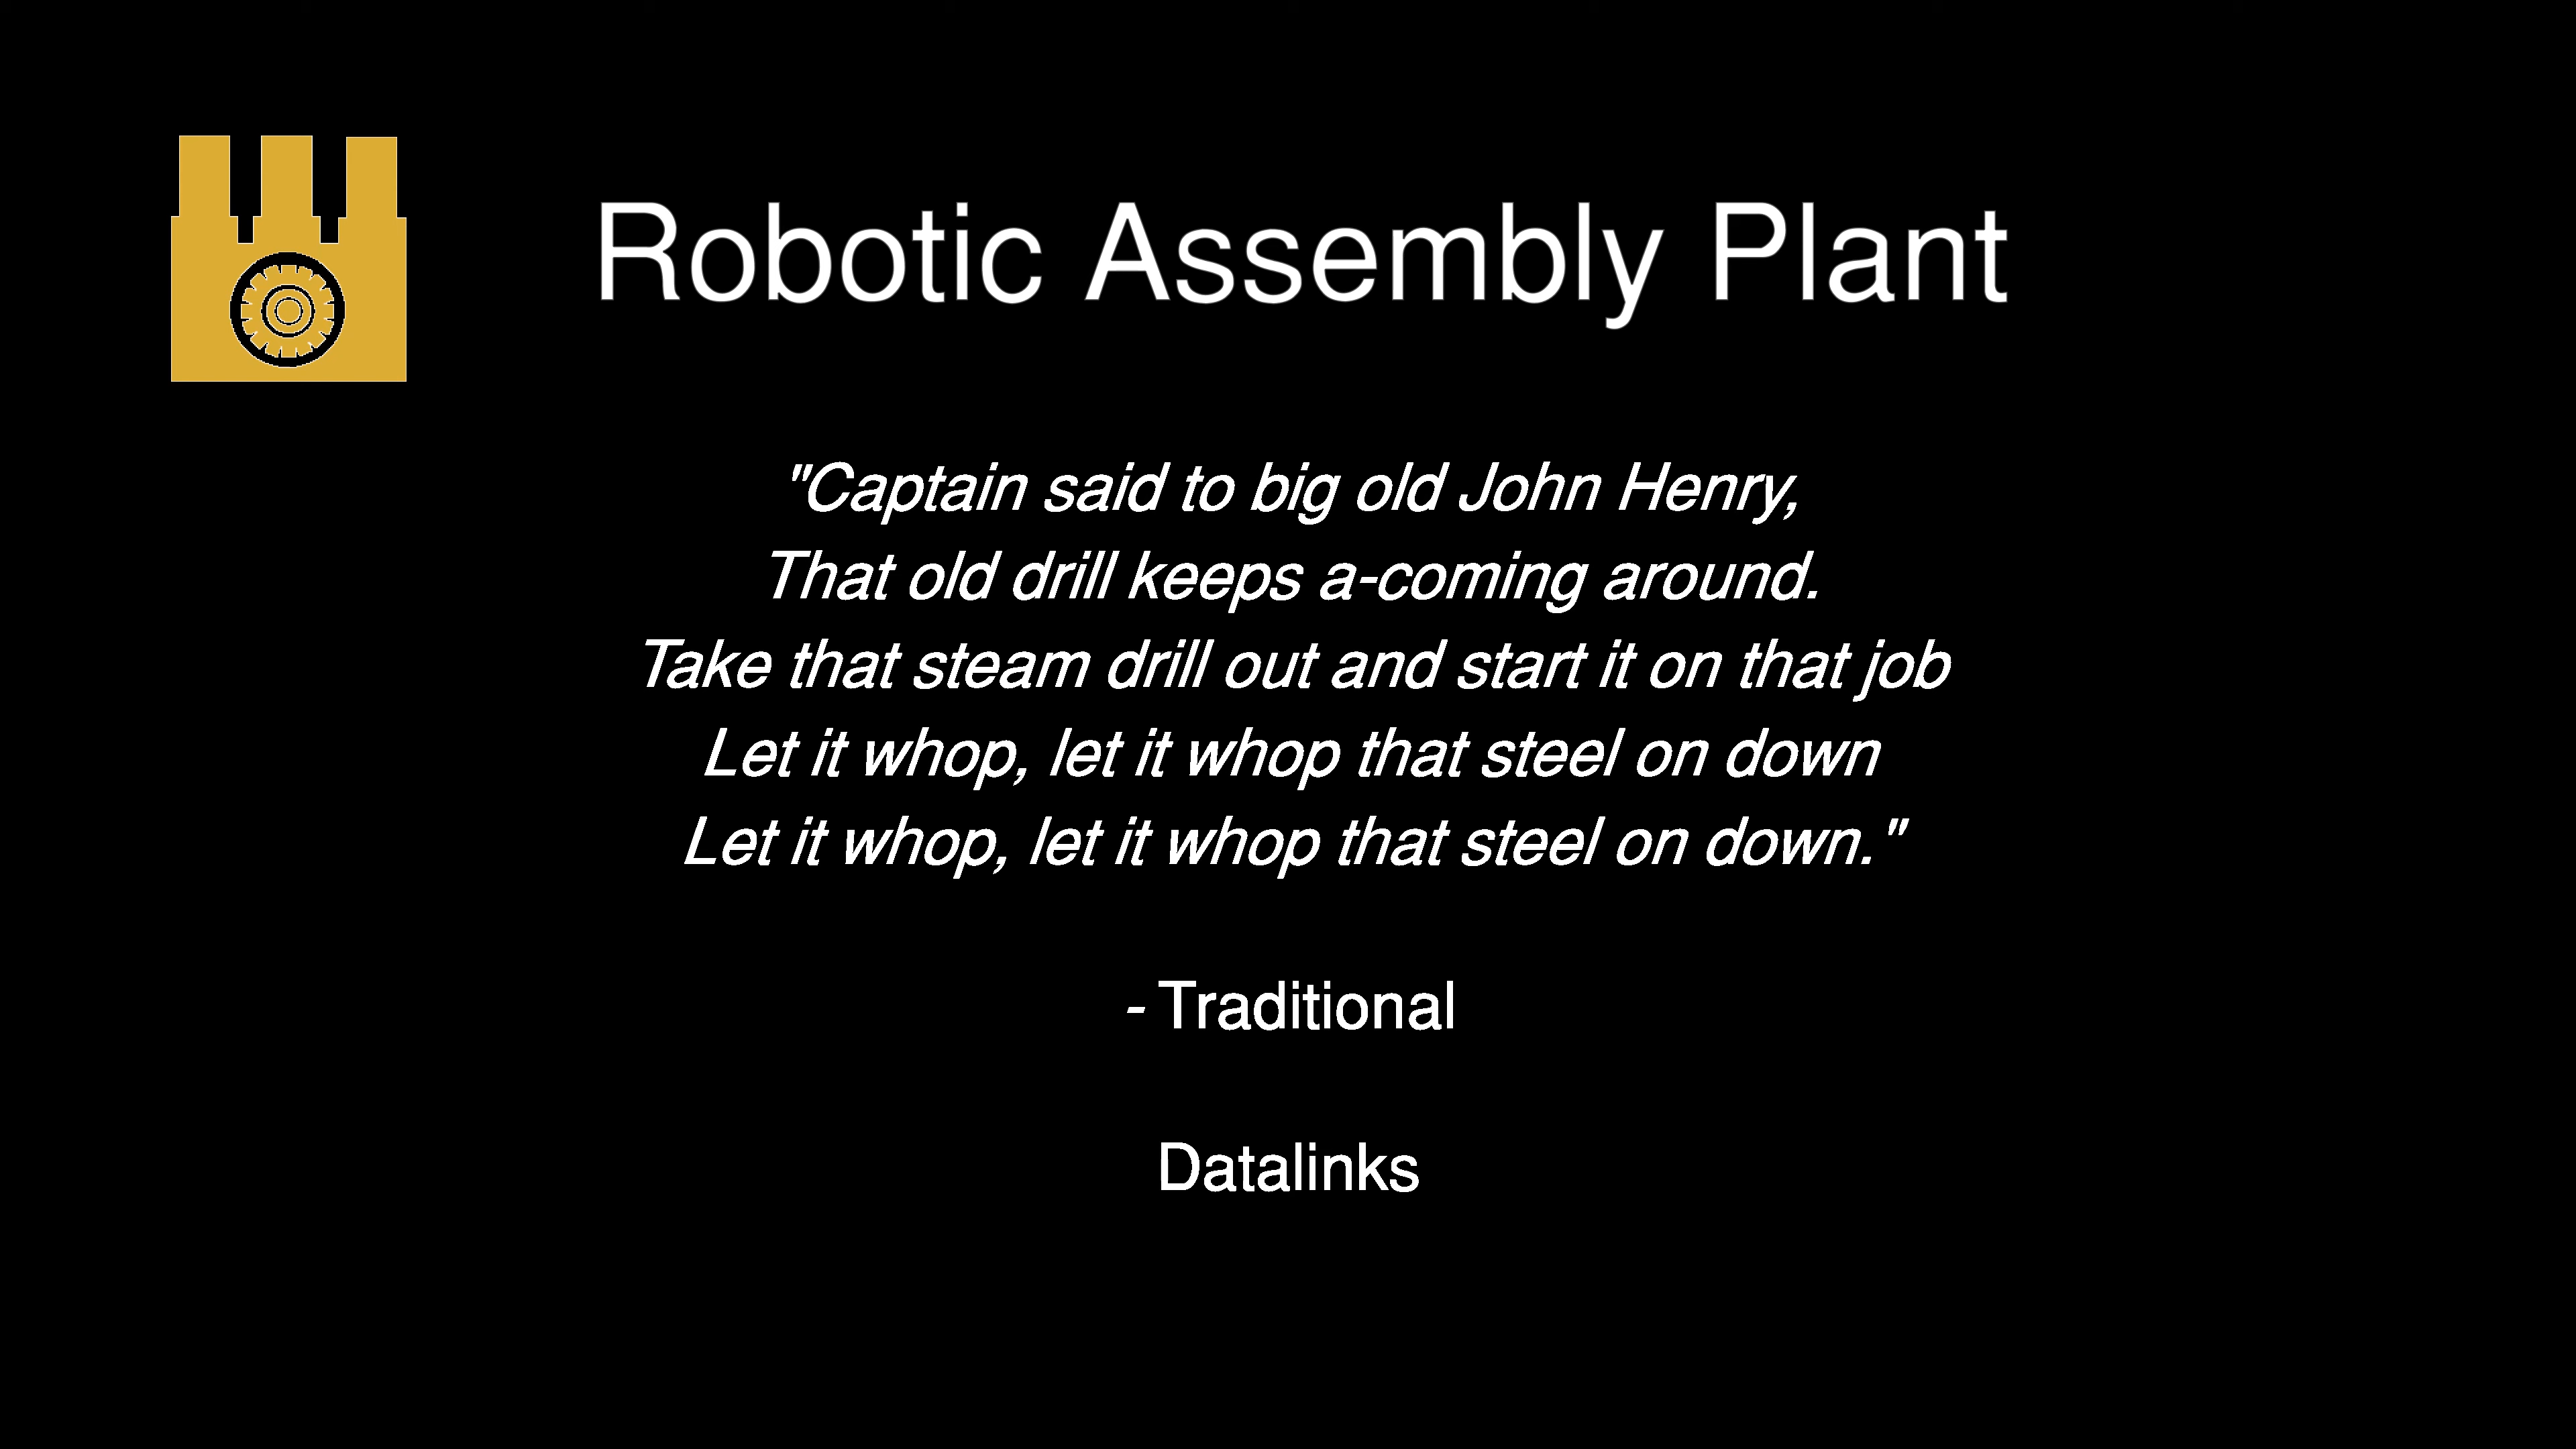 Robotic Assembly Plant
"Captain said to big old John Henry,
That old drill keeps a-coming around.
Take that steam drill out and start it on that job
Let it whop, let it whop that steel on down
Let it whop, let it whop that steel on down."
- Traditional
Datalinks